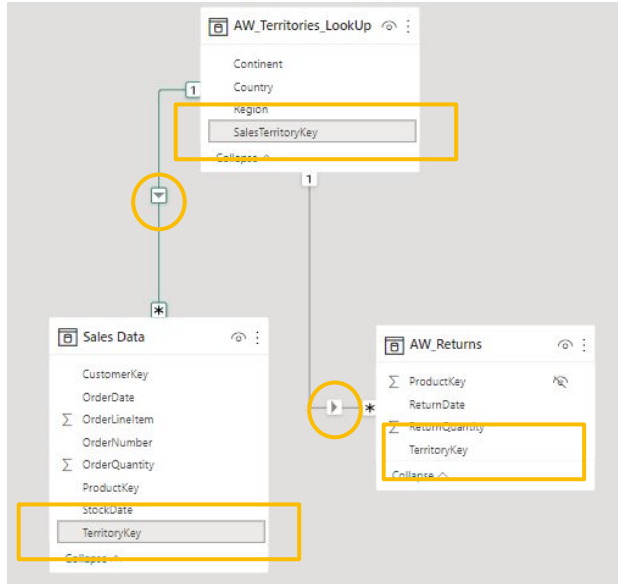 AW_Territories_LookUp
Continent
Country
1
Region
SalesTerritoryKey
Collapse
1
*
Sales Data
CustomerKey
OrderDate
Σ OrderLineItem
OrderNumber
Σ OrderQuantity
ProductKey
StockDate
TerritoryKey
Collapse
*
AW_Returns
Σ ProductKey
ReturnDate
Σ ReturnQuantity
TerritoryKey
Collapse